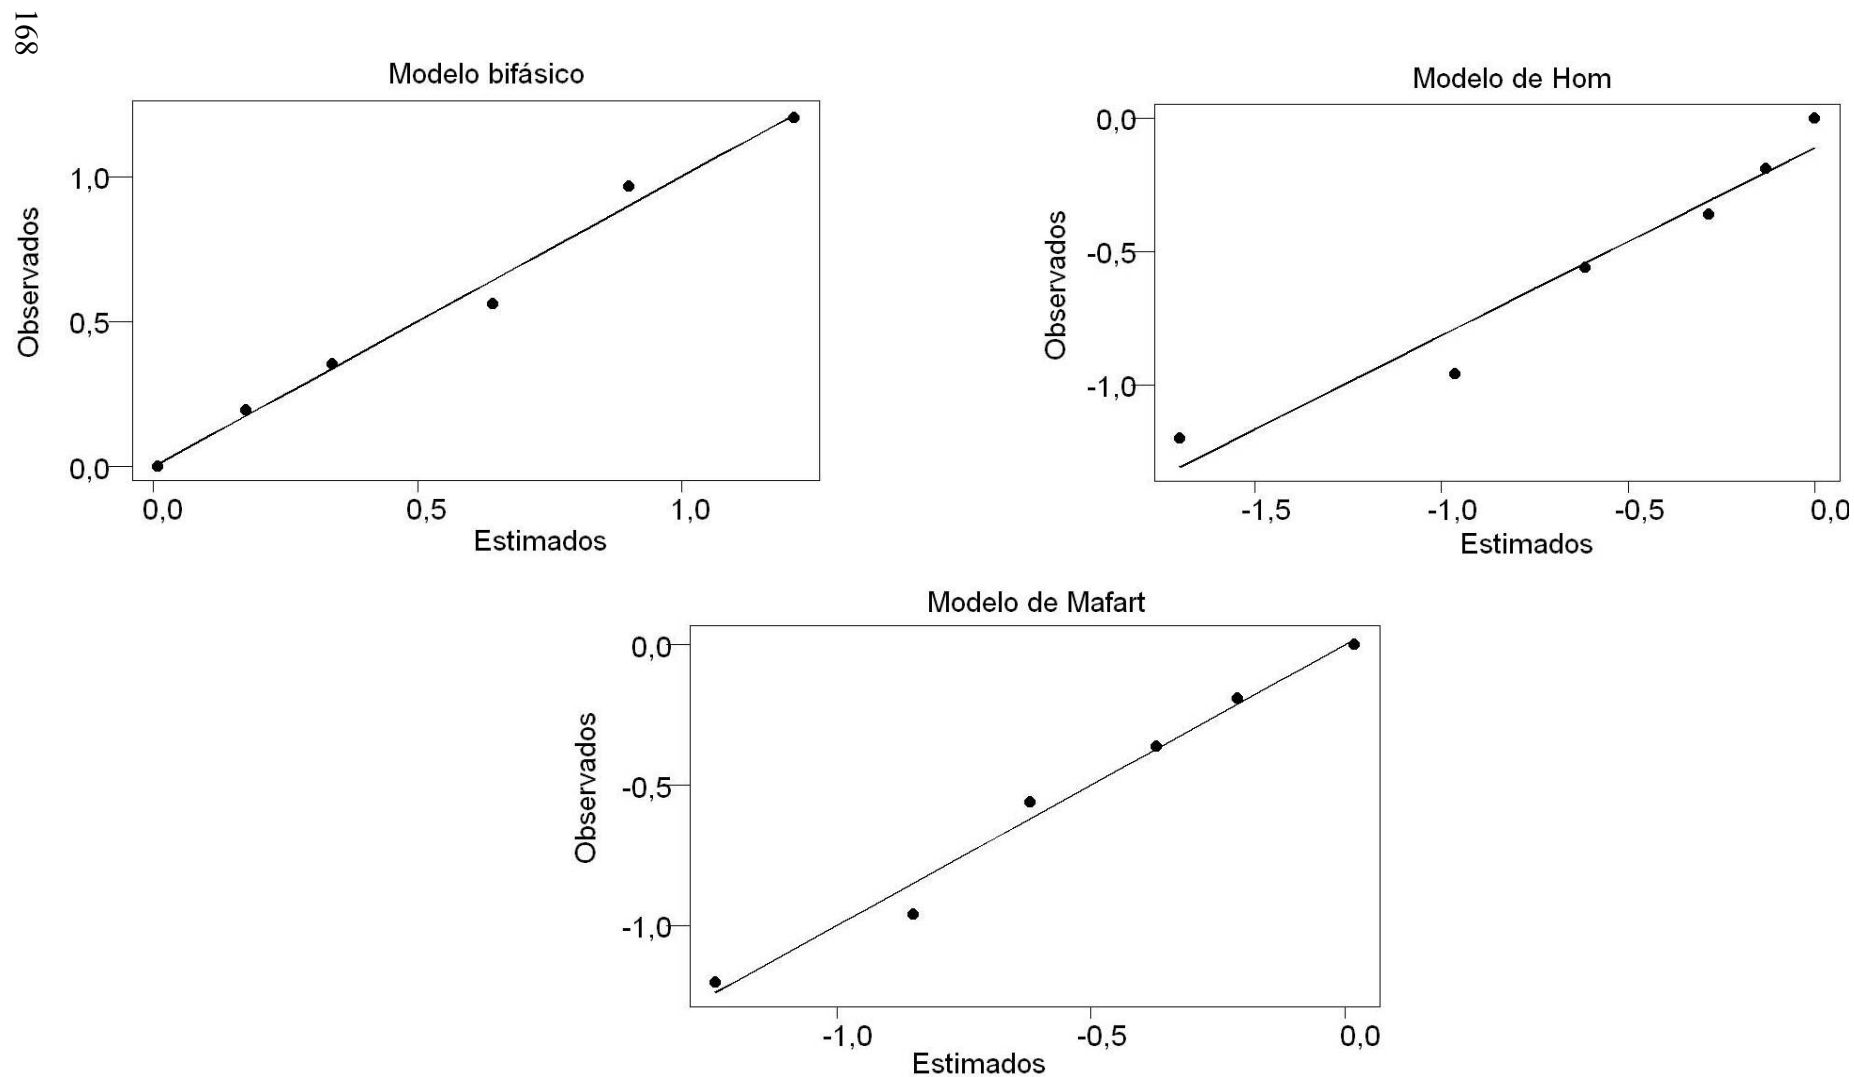 168
Modelo bifásico
Observados
1,0
0,5
0,0
0,0 0,5 1,0
Estimados
Modelo de Hom
Observados
0,0
-0,5
-1,0
-1,5 -1,0 -0,5 0,0
Estimados
Modelo de Mafart
Observados
0,0
-0,5
-1,0
-1,0 -0,5 0,0
Estimados